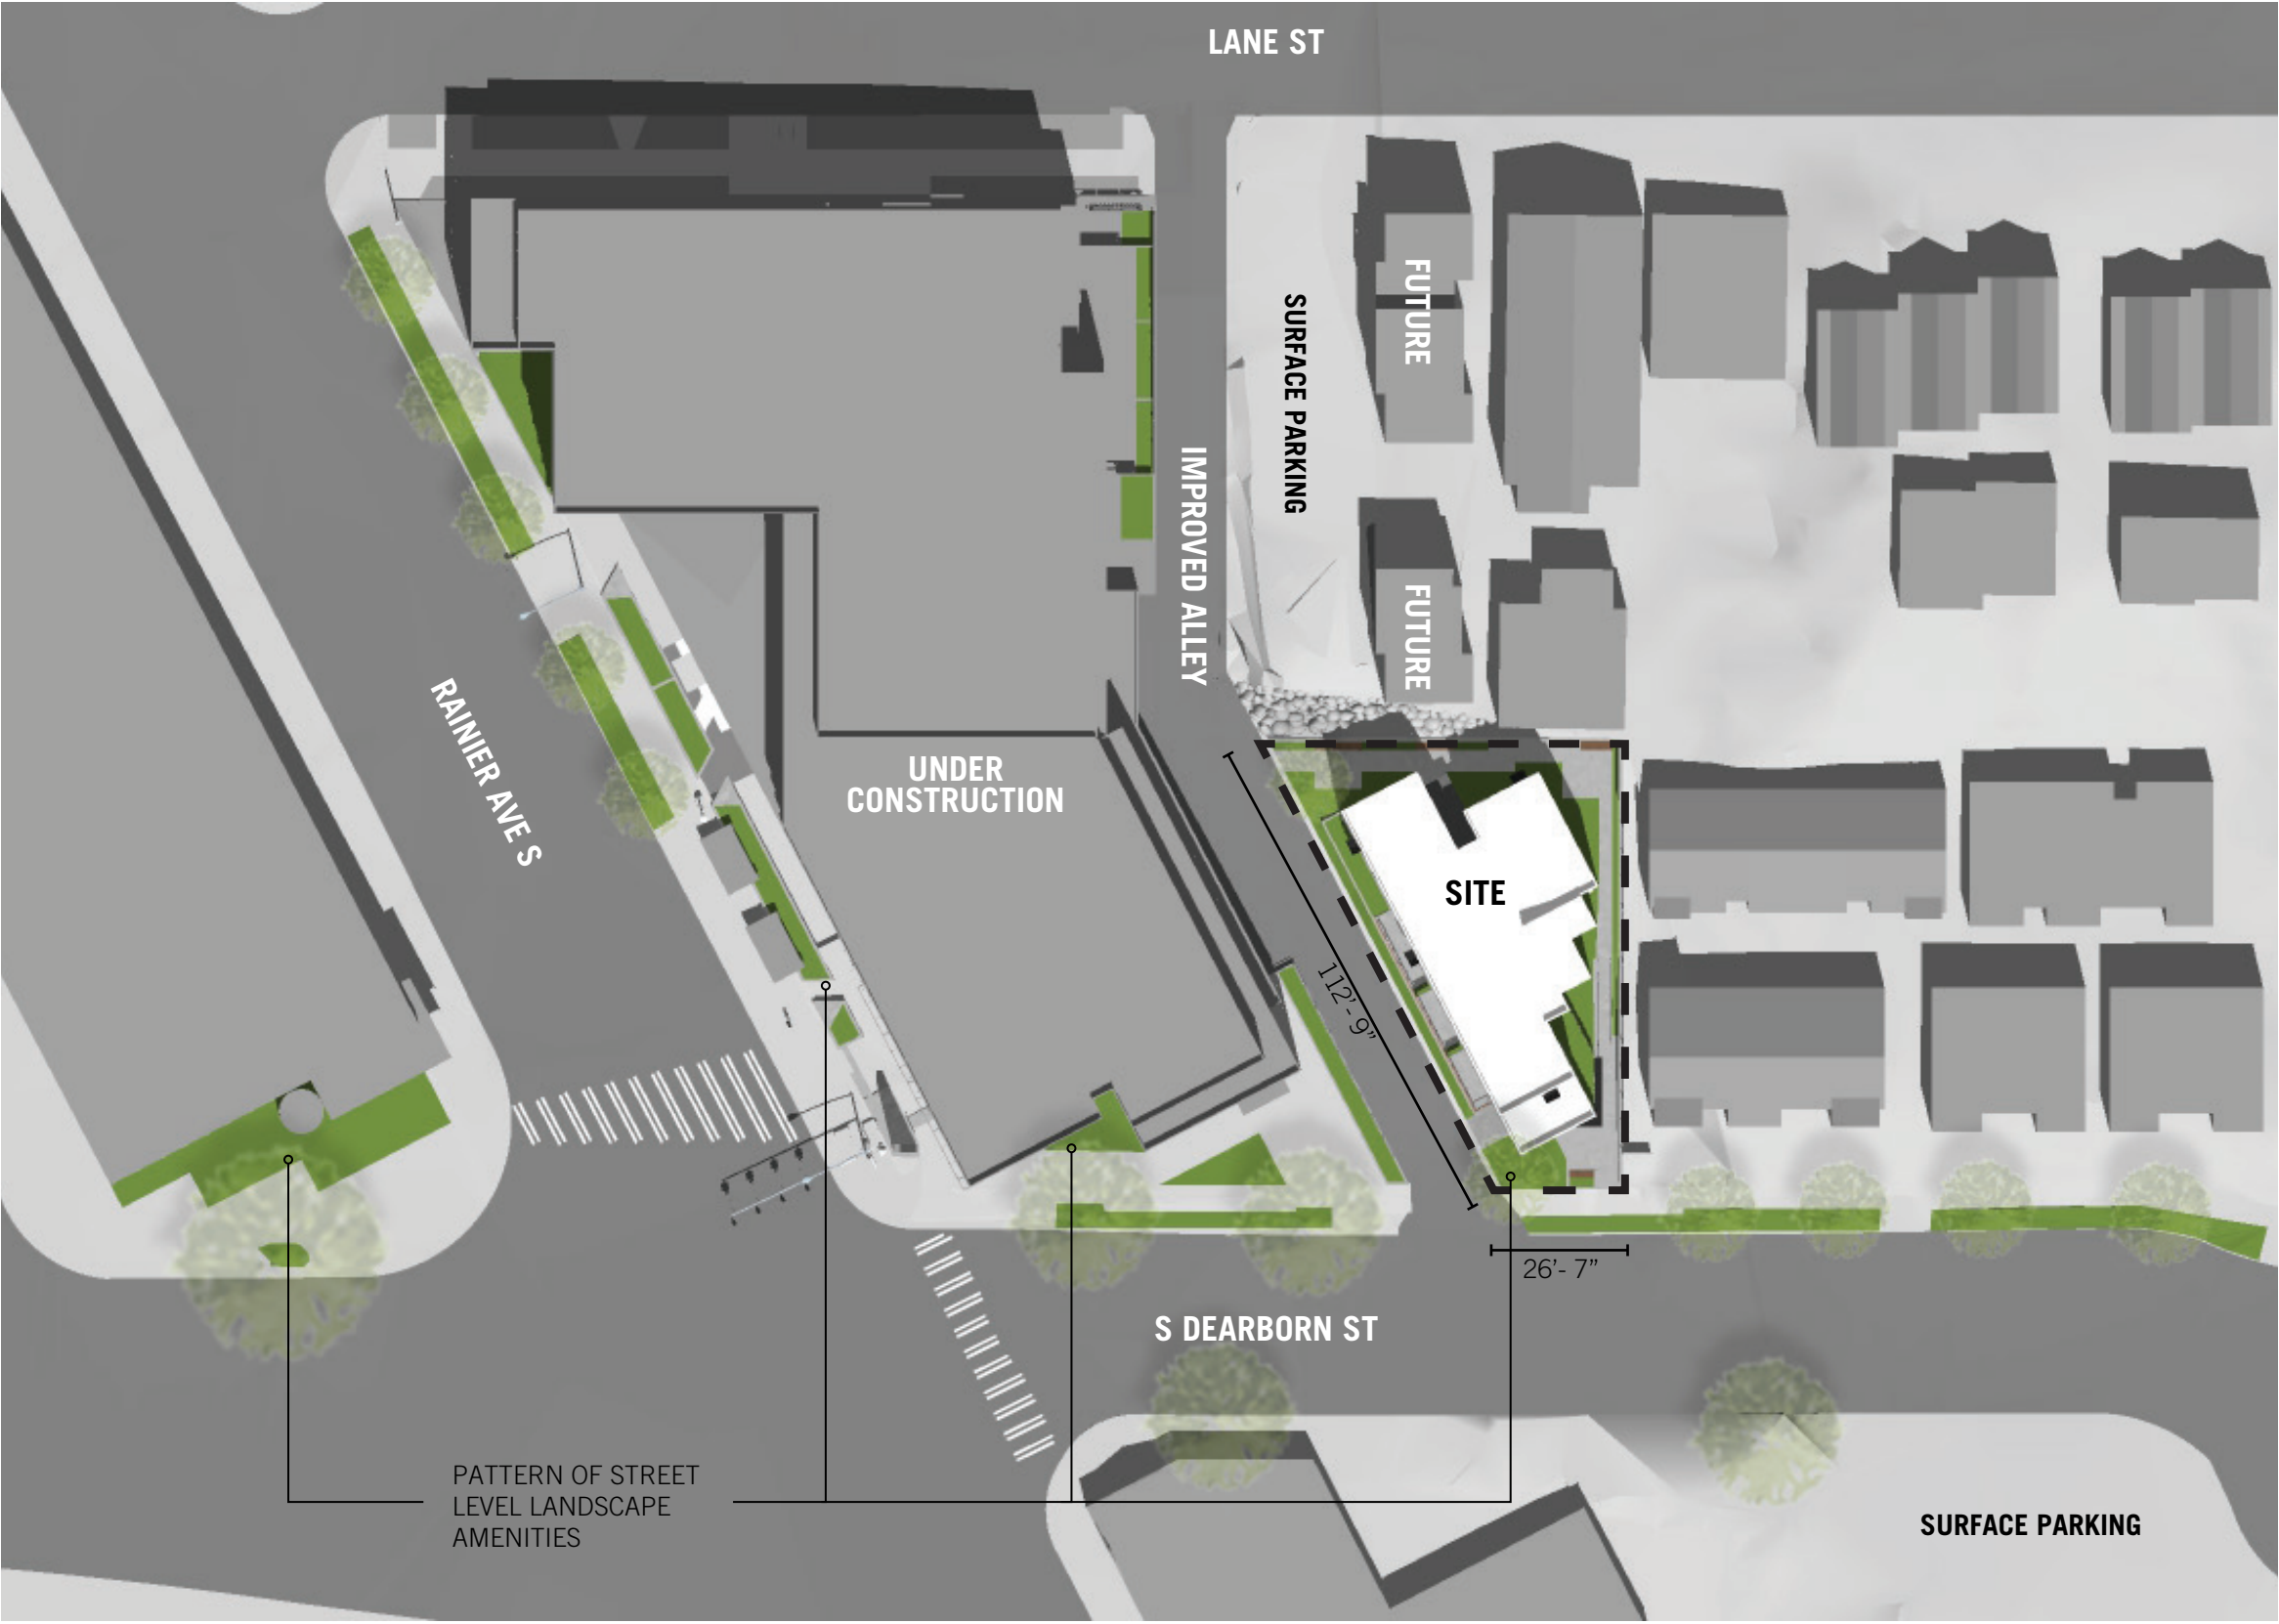 LANE ST
FUTURE
SURFACE PARKING
IMPROVED ALLEY
FUTURE
RAINIER AVE S
UNDER
CONSTRUCTION
SITE
112'- 9"
26'- 7"
S DEARBORN ST
PATTERN OF STREET
LEVEL LANDSCAPE
AMENITIES
SURFACE PARKING